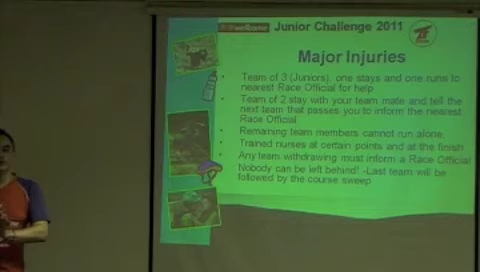 Junior Challenge 2011
Major Injuries
Team of 3 (Juniors), one stays and one runs to
nearest Race Official for help
Team of 2 stay with your team mate and tell the
next team that passes you to inform the nearest
Race Official
Remaining team members cannot run alone.
Trained nurses at certain points and at the finish
Any team withdrawing must inform a Race Official
Nobody can be left behind! -Last team will be
followed by the course sweep